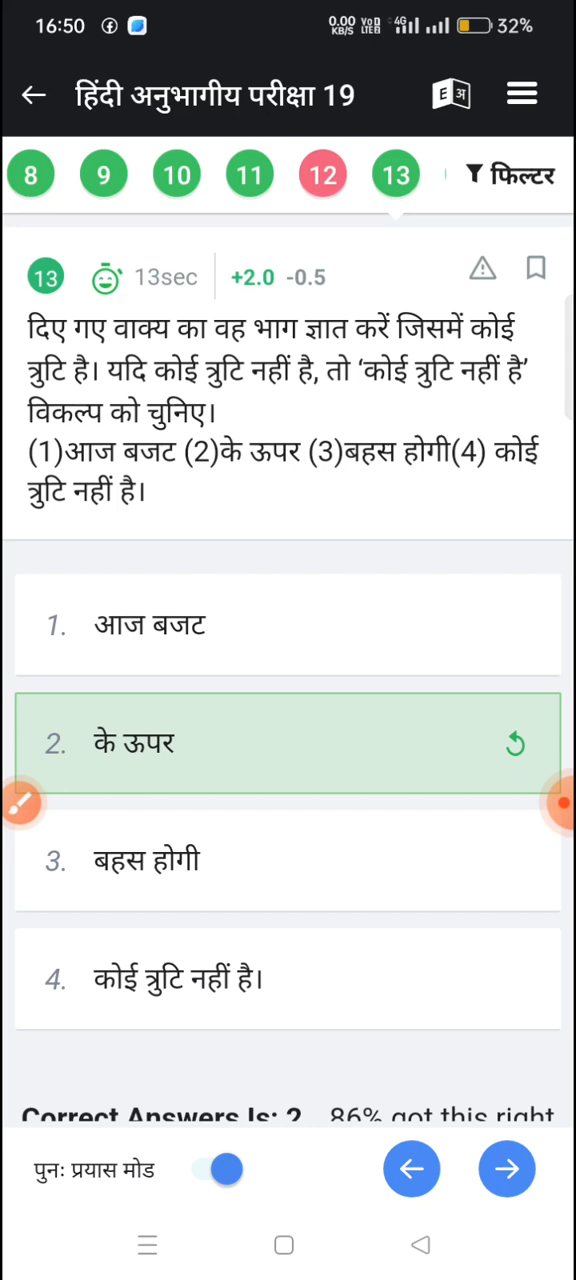 16:50 0.00 KB/S Vo LTE 4G 32%
हिंदी अनुभागीय परीक्षा 19 E अ
8 9 10 11 12 13 फिल्टर
13 13sec +2.0 -0.5
दिए गए वाक्य का वह भाग ज्ञात करें जिसमें कोई
त्रुटि है। यदि कोई त्रुटि नहीं है, तो ‘कोई त्रुटि नहीं है’
विकल्प को चुनिए।
(1)आज बजट (2)के ऊपर (3)बहस होगी(4) कोई
त्रुटि नहीं है।
1. आज बजट
2. के ऊपर
3. बहस होगी
4. कोई त्रुटि नहीं है।
Correct Answers Is: 2 86% got this right
पुनः प्रयास मोड